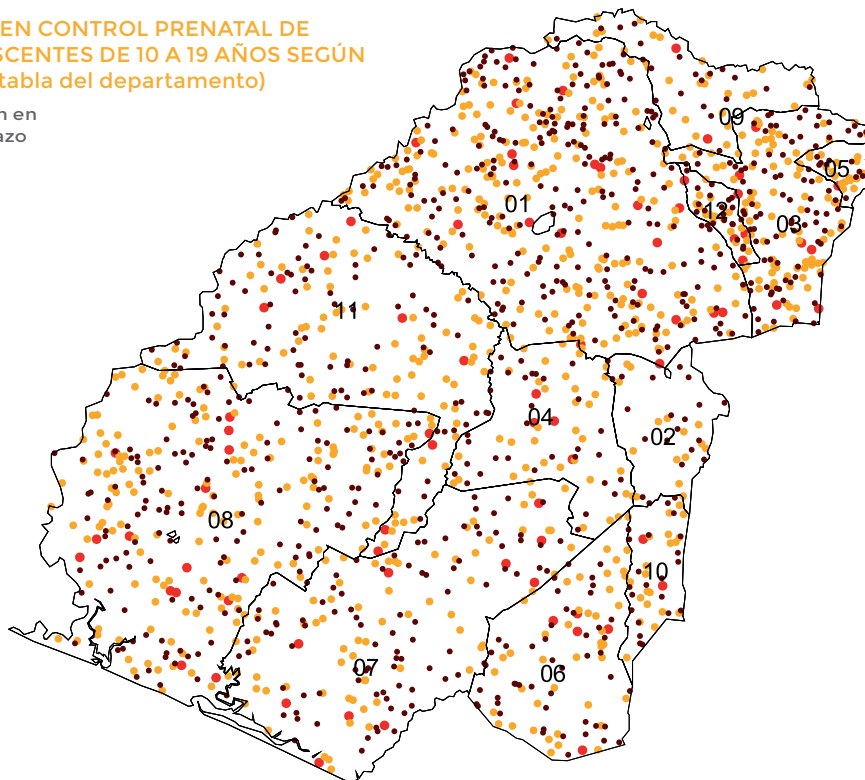 EN CONTROL PRENATAL DE
SCENTES DE 10 A 19 AÑOS SEGÚN
tabla del departamento)
n en
azo
09
05
01
12
03
11
04
02
08
10
07
06